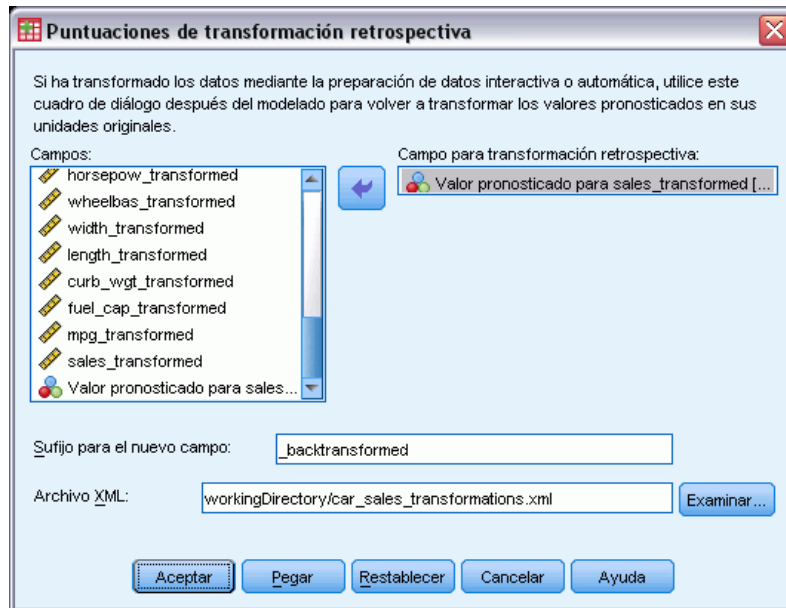 Puntuaciones de transformación retrospectiva
Si ha transformado los datos mediante la preparación de datos interactiva o automática, utilice este
cuadro de diálogo después del modelado para volver a transformar los valores pronosticados en sus
unidades originales.
Campos:
horsepow_transformed
wheelbas_transformed
width_transformed
length_transformed
curb_wgt_transformed
fuel_cap_transformed
mpg_transformed
sales_transformed
Valor pronosticado para sales...
Campo para transformación retrospectiva:
Valor pronosticado para sales_transformed [...
Sufijo para el nuevo campo:
_backtransformed
Archivo XML:
workingDirectory/car_sales_transformations.xml
Examinar...
Aceptar
Pegar
Restablecer
Cancelar
Ayuda